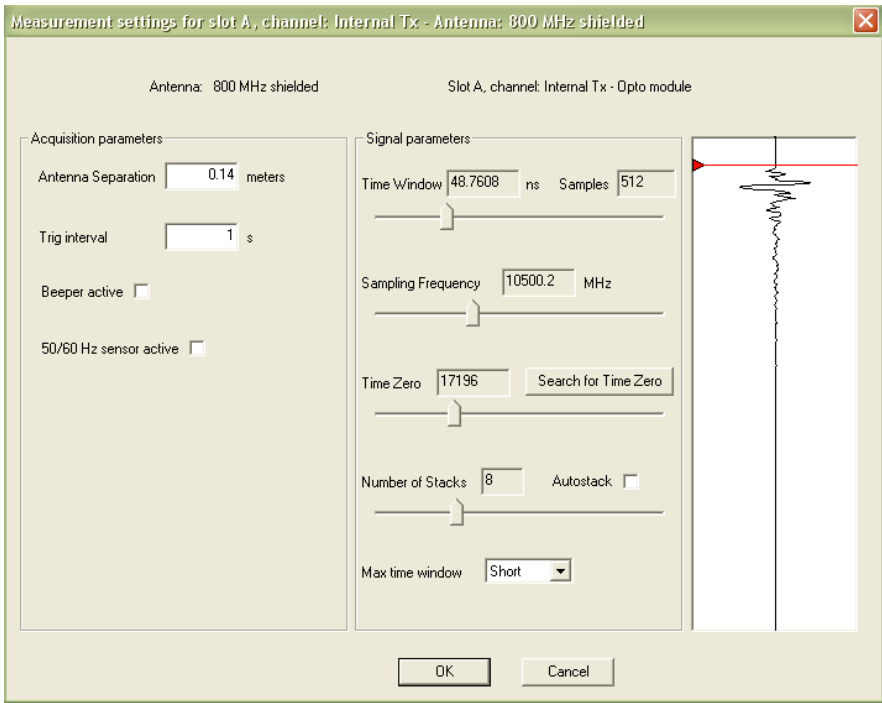 Measurement settings for slot A, channel: Internal Tx - Antenna: 800 MHz shielded
Antenna: 800 MHz shielded
Slot A, channel: Internal Tx - Opto module
Acquisition parameters
Antenna Separation 0.14 meters
Trig interval 1 s
Beeper active
50/60 Hz sensor active
Signal parameters
Time Window 48.7608 ns Samples 512
Sampling Frequency 10500.2 MHz
Time Zero 17196 Search for Time Zero
Number of Stacks 8 Autostack
Max time window Short
OK Cancel